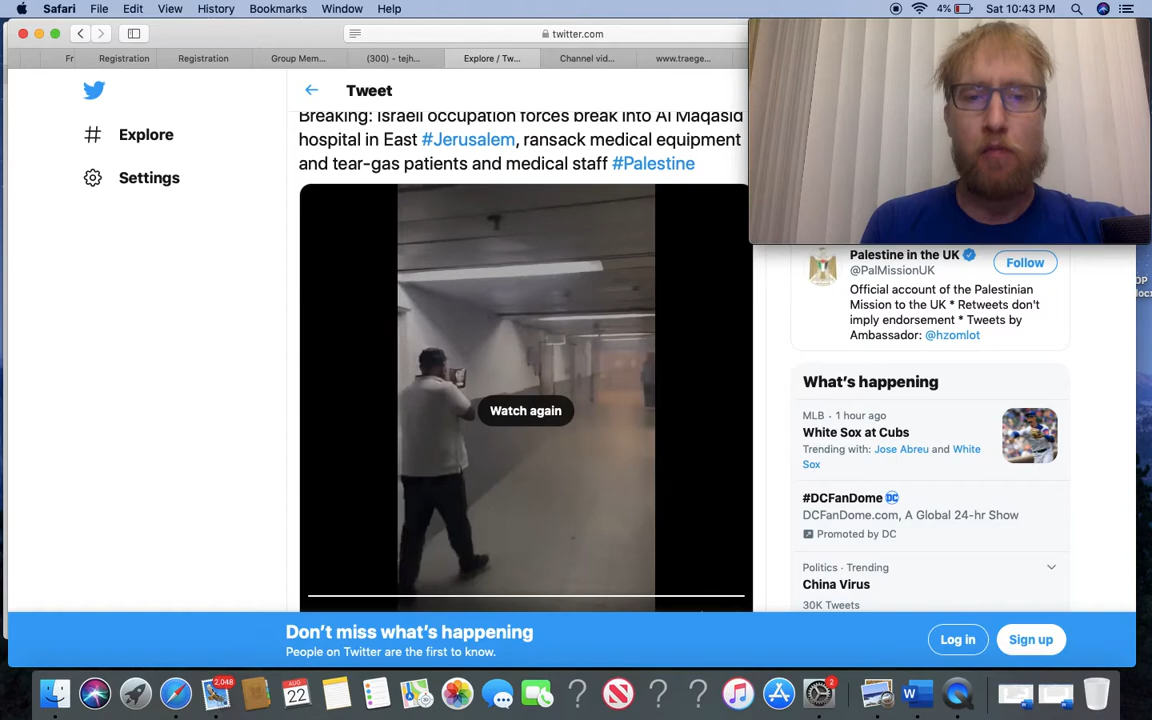 Safari File Edit View History Bookmarks Window Help 4% Sat 10:43 PM
twitter.com
Fr Registration Registration Group Mem... (300) - tejh... Explore / Tw... Channel vid... www.traege...
Tweet
Explore
Settings
Breaking: Israeli occupation forces break into Al Maqasid
hospital in East #Jerusalem, ransack medical equipment
and tear-gas patients and medical staff #Palestine
Watch again
Palestine in the UK
@PalMissionUK
Follow
Official account of the Palestinian
Mission to the UK * Retweets don't
imply endorsement * Tweets by
Ambassador: @hzomlot
What's happening
MLB · 1 hour ago
White Sox at Cubs
Trending with: Jose Abreu and White
Sox
#DCFanDome DC
DCFanDome.com, A Global 24-hr Show
Promoted by DC
Politics · Trending
China Virus
30K Tweets
Don't miss what's happening
People on Twitter are the first to know.
Log in
Sign up
2,048
AUG
22
2
OP
docx